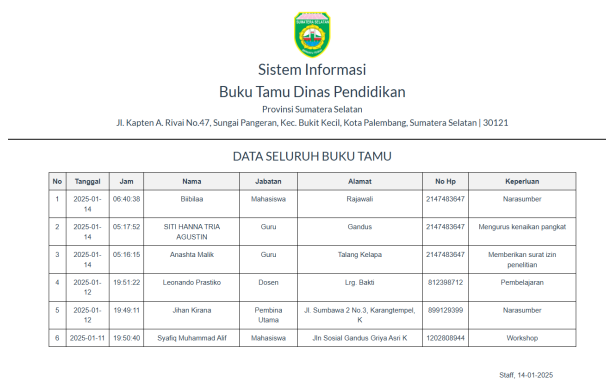 SUMATERA SELATAN
Sistem Informasi
Buku Tamu Dinas Pendidikan
Provinsi Sumatera Selatan
Jl. Kapten A. Rivai No.47, Sungai Pangeran, Kec. Bukit Kecil, Kota Palembang, Sumatera Selatan | 30121
DATA SELURUH BUKU TAMU
No Tanggal Jam Nama Jabatan Alamat No Hp Keperluan
1 2025-01-14 06:40:38 Biibilaa Mahasiswa Rajawali 2147483647 Narasumber
2 2025-01-14 05:17:52 SITI HANNA TRIA AGUSTIN Guru Gandus 2147483647 Mengurus kenaikan pangkat
3 2025-01-14 05:16:15 Anashta Malik Guru Talang Kelapa 2147483647 Memberikan surat izin penelitian
4 2025-01-12 19:51:22 Leonando Prastiko Dosen Lrg. Bakti 812398712 Pembelajaran
5 2025-01-12 19:49:11 Jihan Kirana Pembina Utama Jl. Sumbawa 2 No.3, Karangtempel, K 899129399 Narasumber
6 2025-01-11 19:50:40 Syafiq Muhammad Alif Mahasiswa Jln Sosial Gandus Griya Asri K 1202808944 Workshop
Staff, 14-01-2025